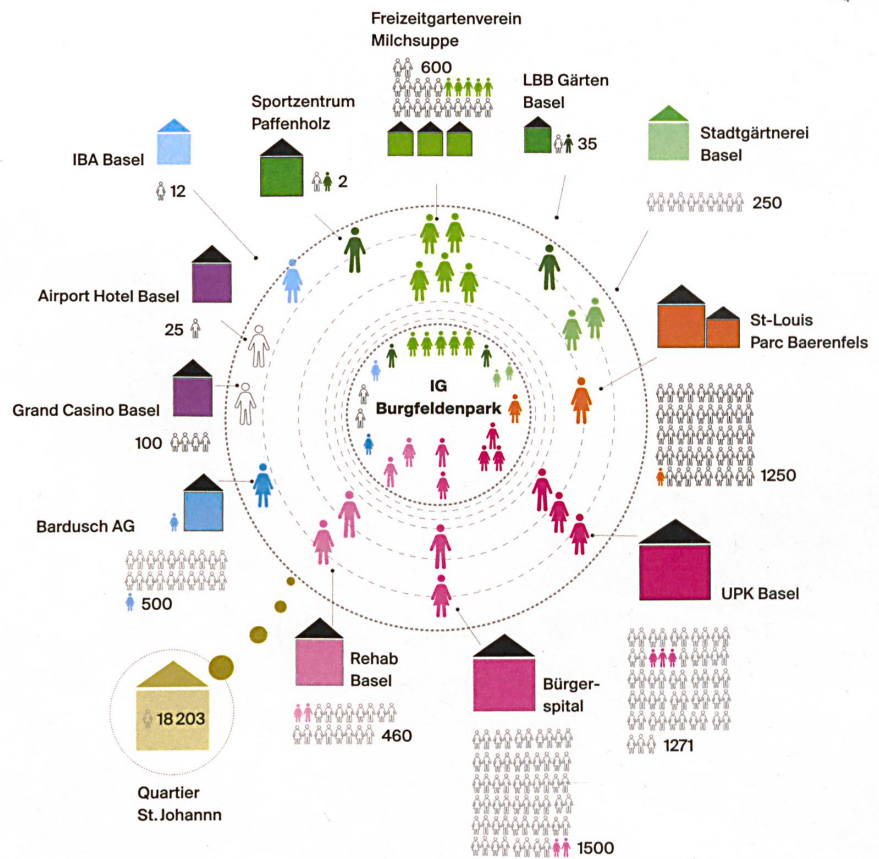 Freizeitgartenverein
Milchsuppe
600
LBB Gärten
Basel
35
Sportzentrum
Paffenholz
2
Stadtgärtnerei
Basel
250
IBA Basel
12
Airport Hotel Basel
25
St-Louis
Parc Baerenfels
1250
Grand Casino Basel
100
IG
Burgfeldenpark
Bardusch AG
500
UPK Basel
1271
Rehab
Basel
460
Bürger-
spital
1500
18 203
Quartier
St. Johannn